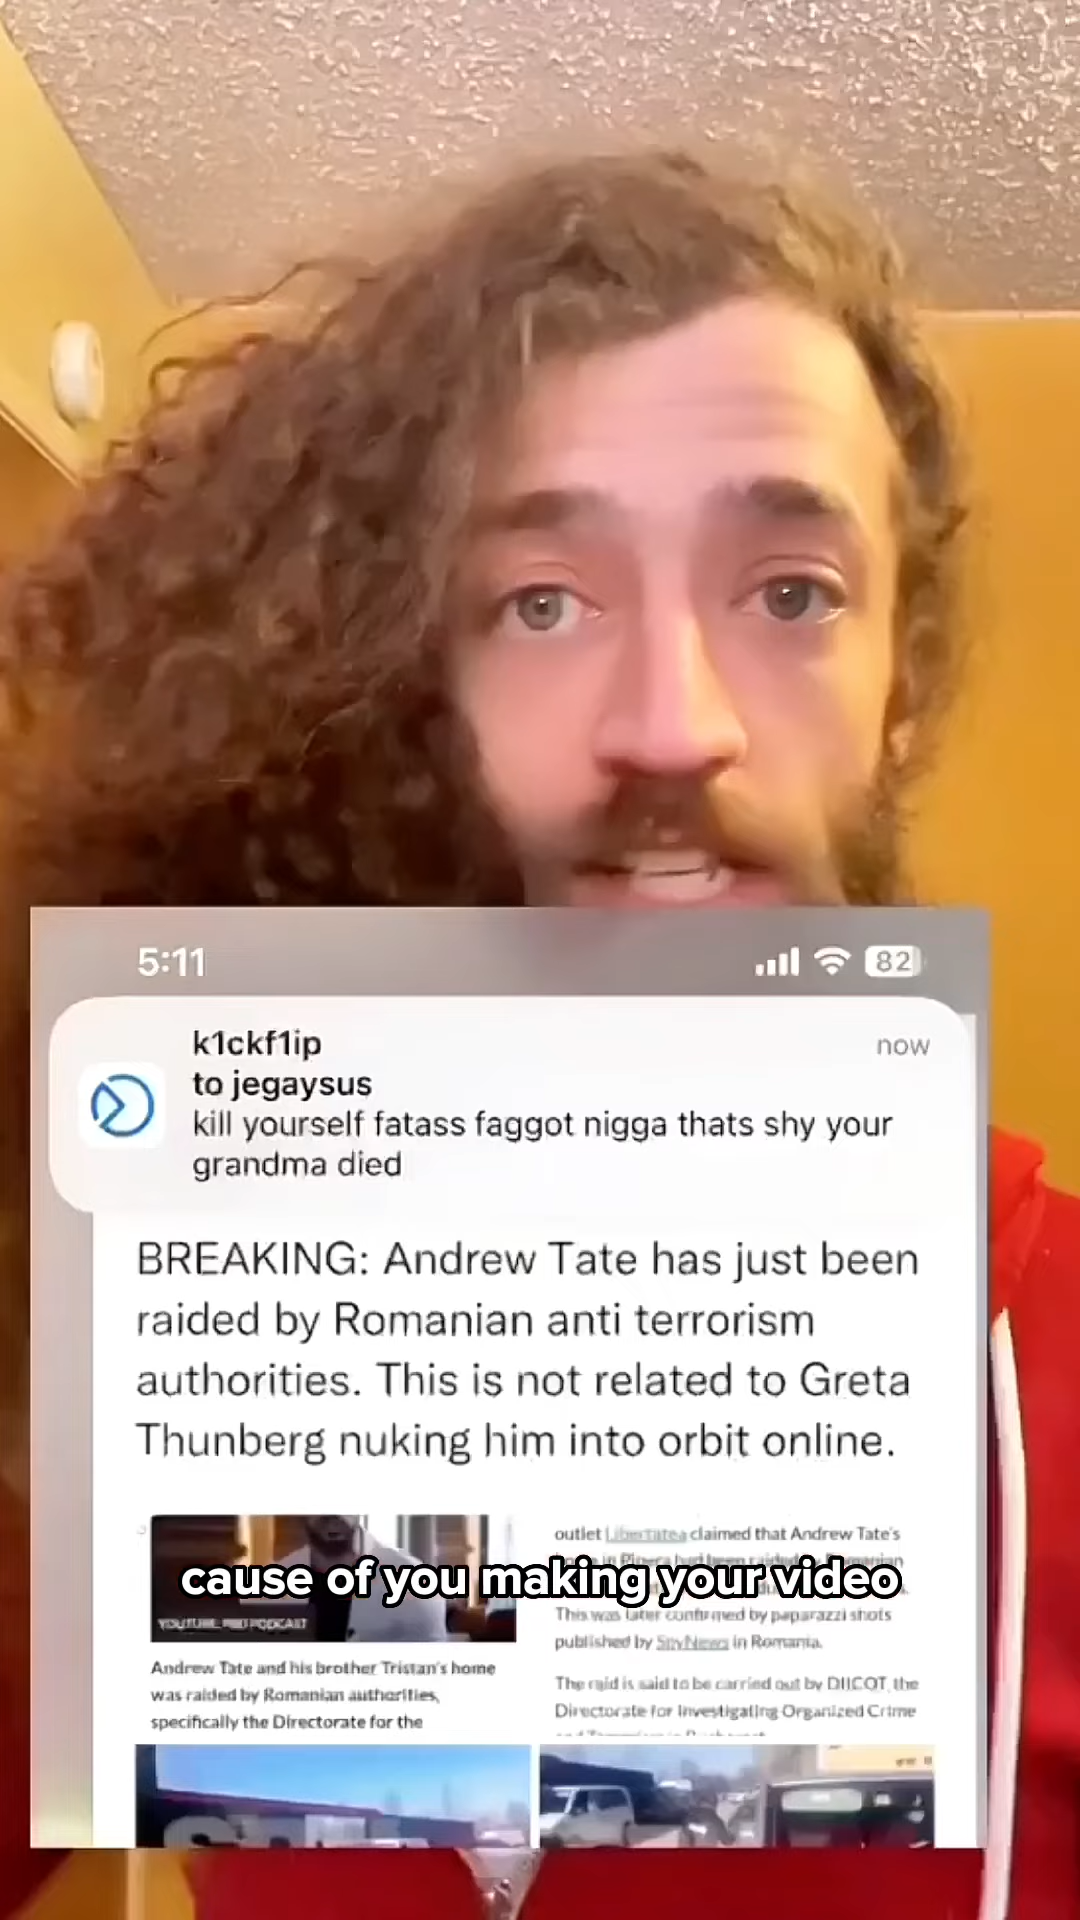 5:11
82
k1ckf1ip
now
to jegaysus
kill yourself fatass faggot nigga thats shy your
grandma died
BREAKING: Andrew Tate has just been
raided by Romanian anti terrorism
authorities. This is not related to Greta
Thunberg nuking him into orbit online.
cause of you making your video
YOUTUBE
PODCAST
Andrew Tate and his brother Tristan's home
was raided by Romanian authorities,
specifically the Directorate for the
outlet Libertatea claimed that Andrew Tate's
This was later confirmed by paparazzi shots
published by SpyNews in Romania.
The raid is said to be carried out by DIICOT, the
Directorate for Investigating Organized Crime